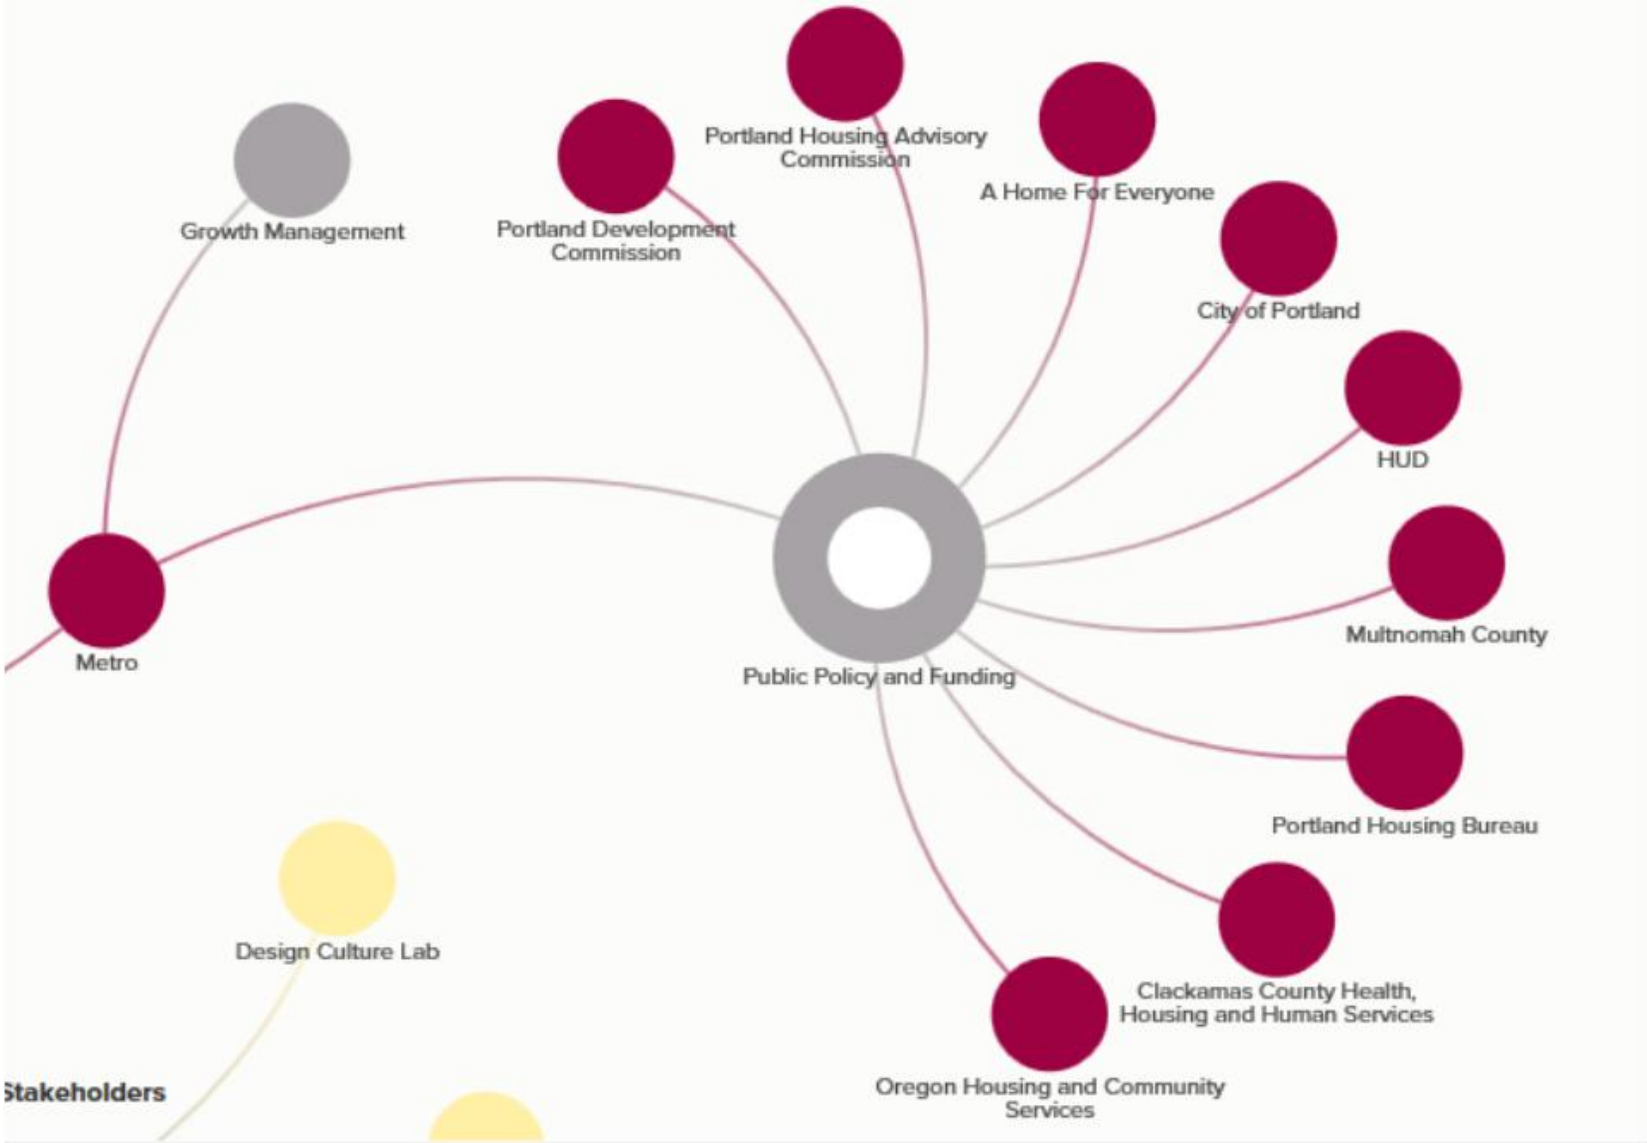 Portland Housing Advisory
Commission
A Home For Everyone
Growth Management
Portland Development
Commission
City of Portland
HUD
Multnomah County
Metro
Public Policy and Funding
Portland Housing Bureau
Design Culture Lab
Clackamas County Health,
Housing and Human Services
Oregon Housing and Community
Services
Stakeholders